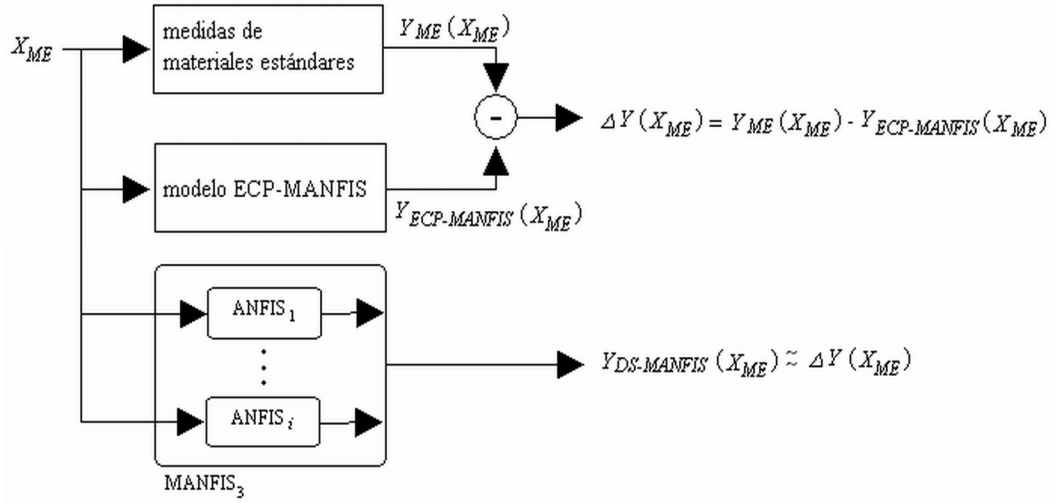 X_ME
medidas de
materiales estándares
Y_ME (X_ME)
-
ΔY (X_ME) = Y_ME (X_ME) - Y_ECP-MANFIS (X_ME)
modelo ECP-MANFIS
Y_ECP-MANFIS (X_ME)
ANFIS_1
⋮
ANFIS_i
Y_DS-MANFIS (X_ME) ≈ ΔY (X_ME)
MANFIS_3